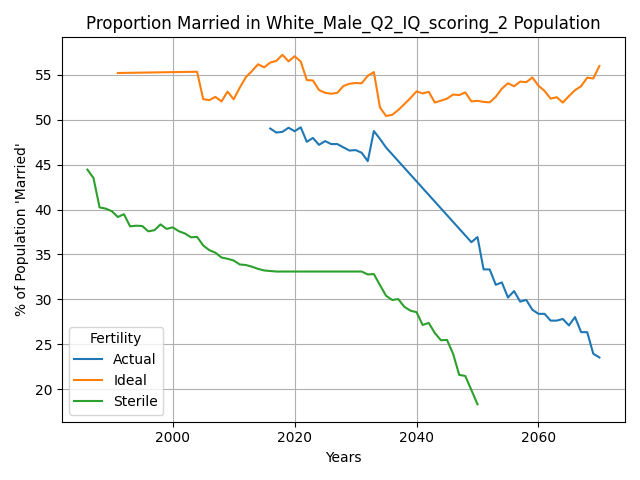 Proportion Married in White_Male_Q2_IQ_scoring_2 Population
% of Population 'Married'
55
50
45
40
35
30
25
20
Fertility
Actual
Ideal
Sterile
2000 2020 2040 2060
Years